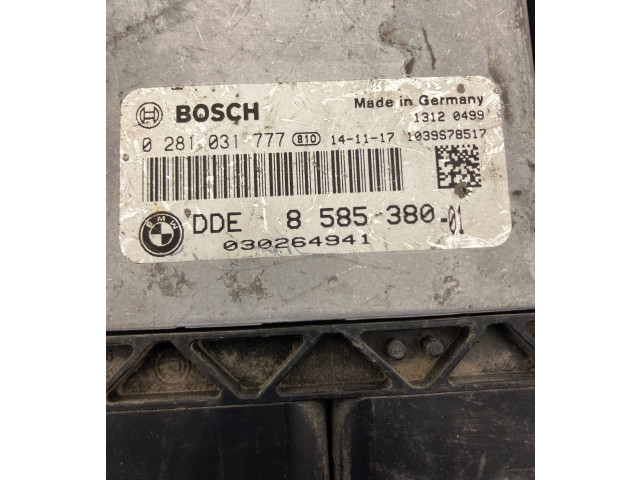 BOSCH
Made in Germany
1312 0499
0 281 031 777 810 14-11-17 1039S78517
BMW DDE 8 585 380-01
030264941